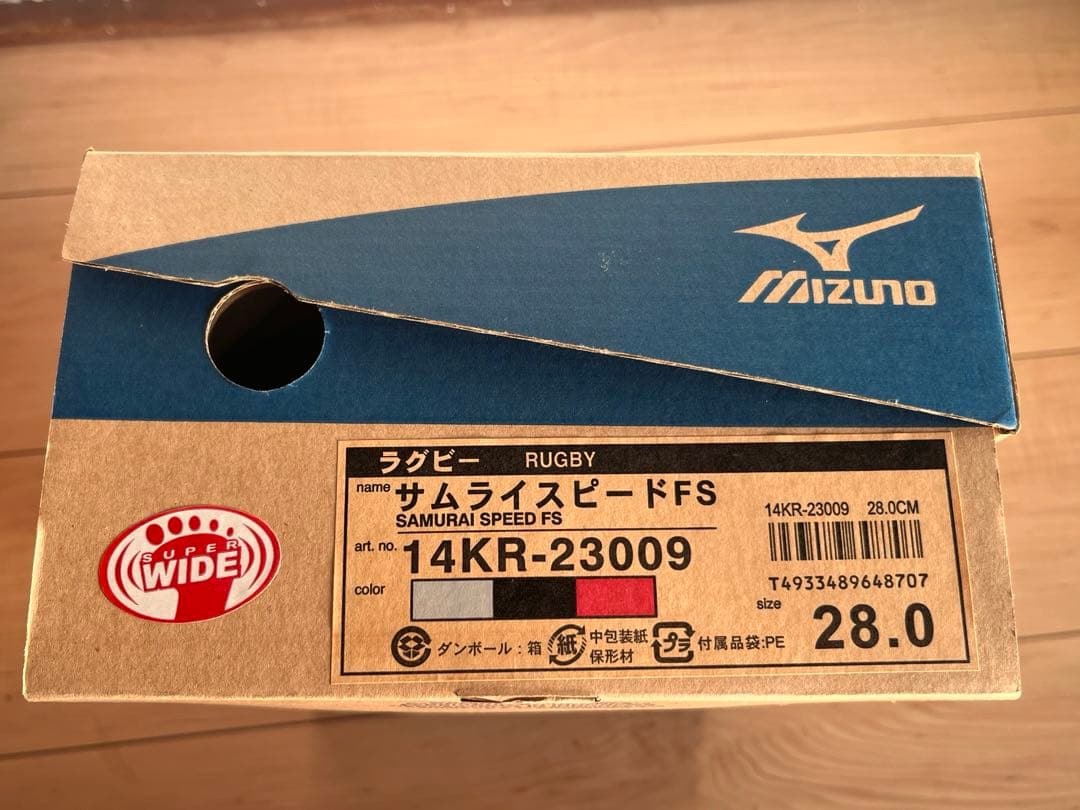 MIZUNO
ラグビー RUGBY
name サムライスピードFS
SAMURAI SPEED FS
art. no. 14KR-23009
color
14KR-23009 28.0CM
T4933489648707
size 28.0
ダンボール：箱 紙 中包装紙 保形材 プラ 付属品袋:PE
SUPER
WIDE